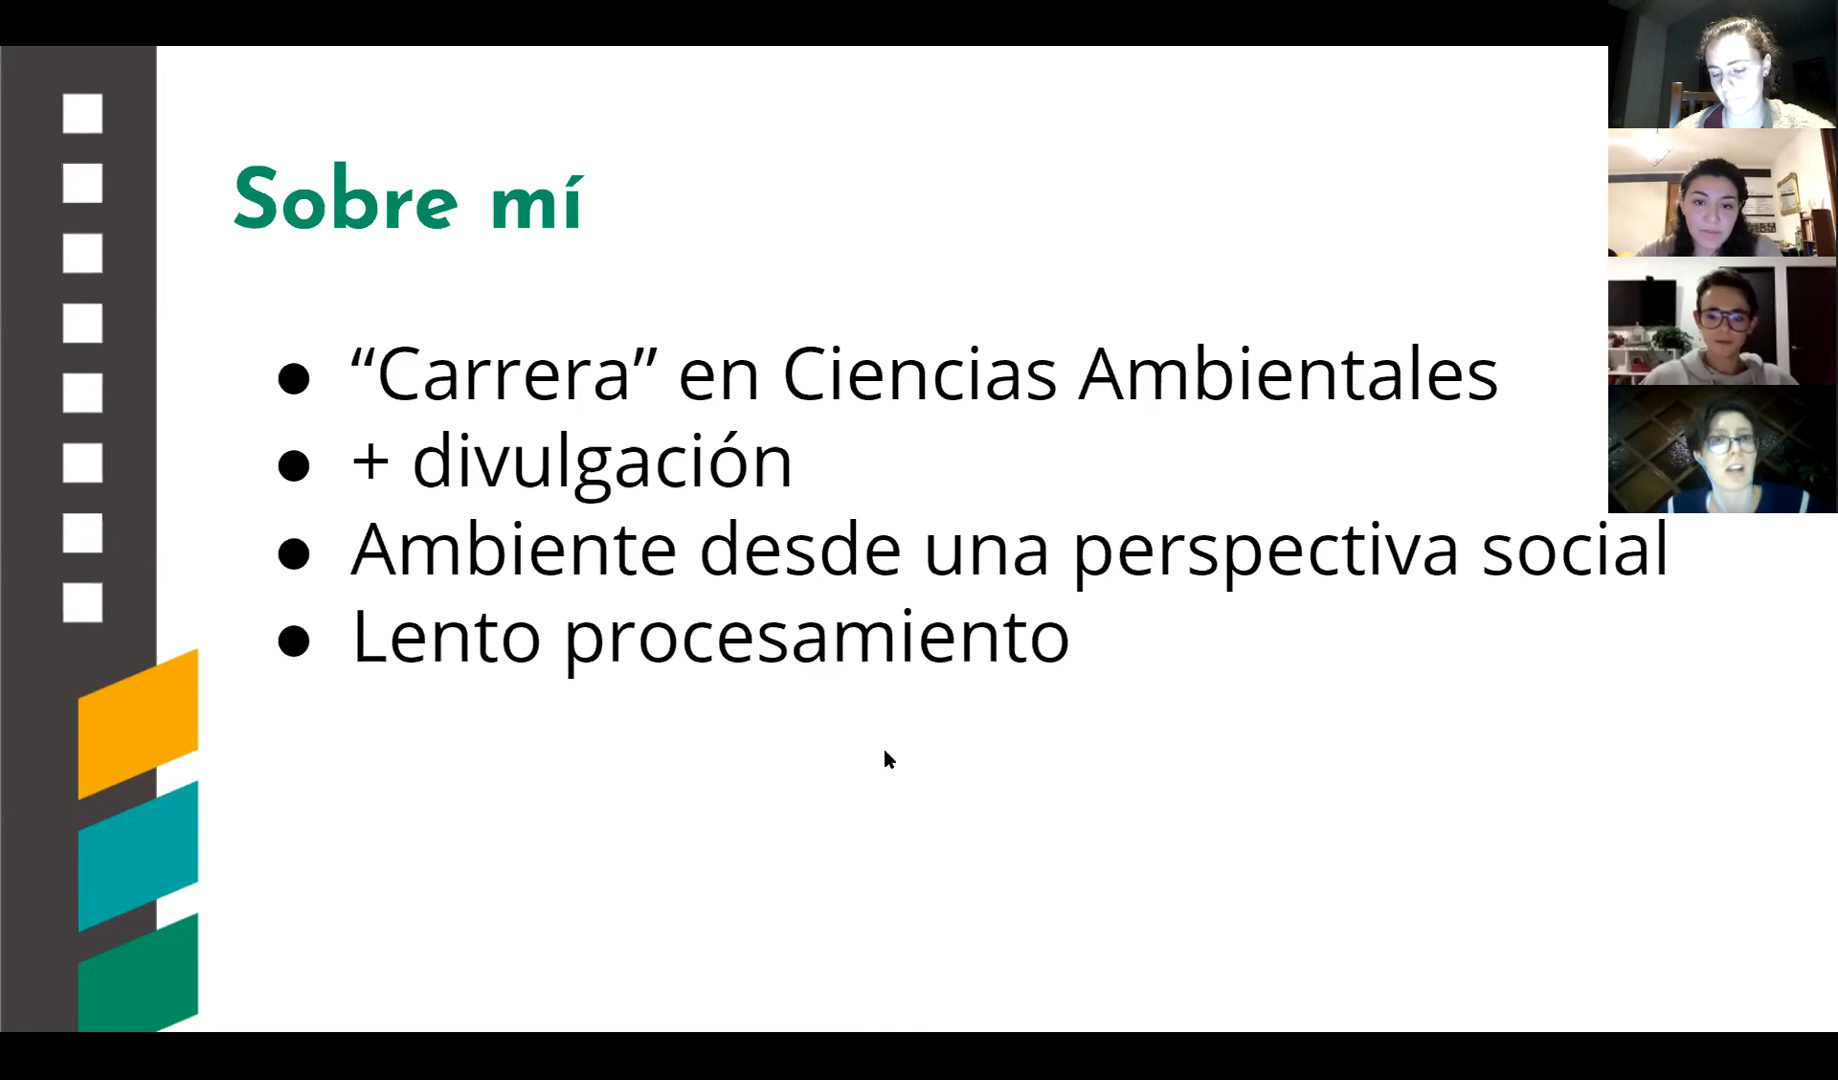 Sobre mí
● “Carrera” en Ciencias Ambientales
● + divulgación
● Ambiente desde una perspectiva social
● Lento procesamiento